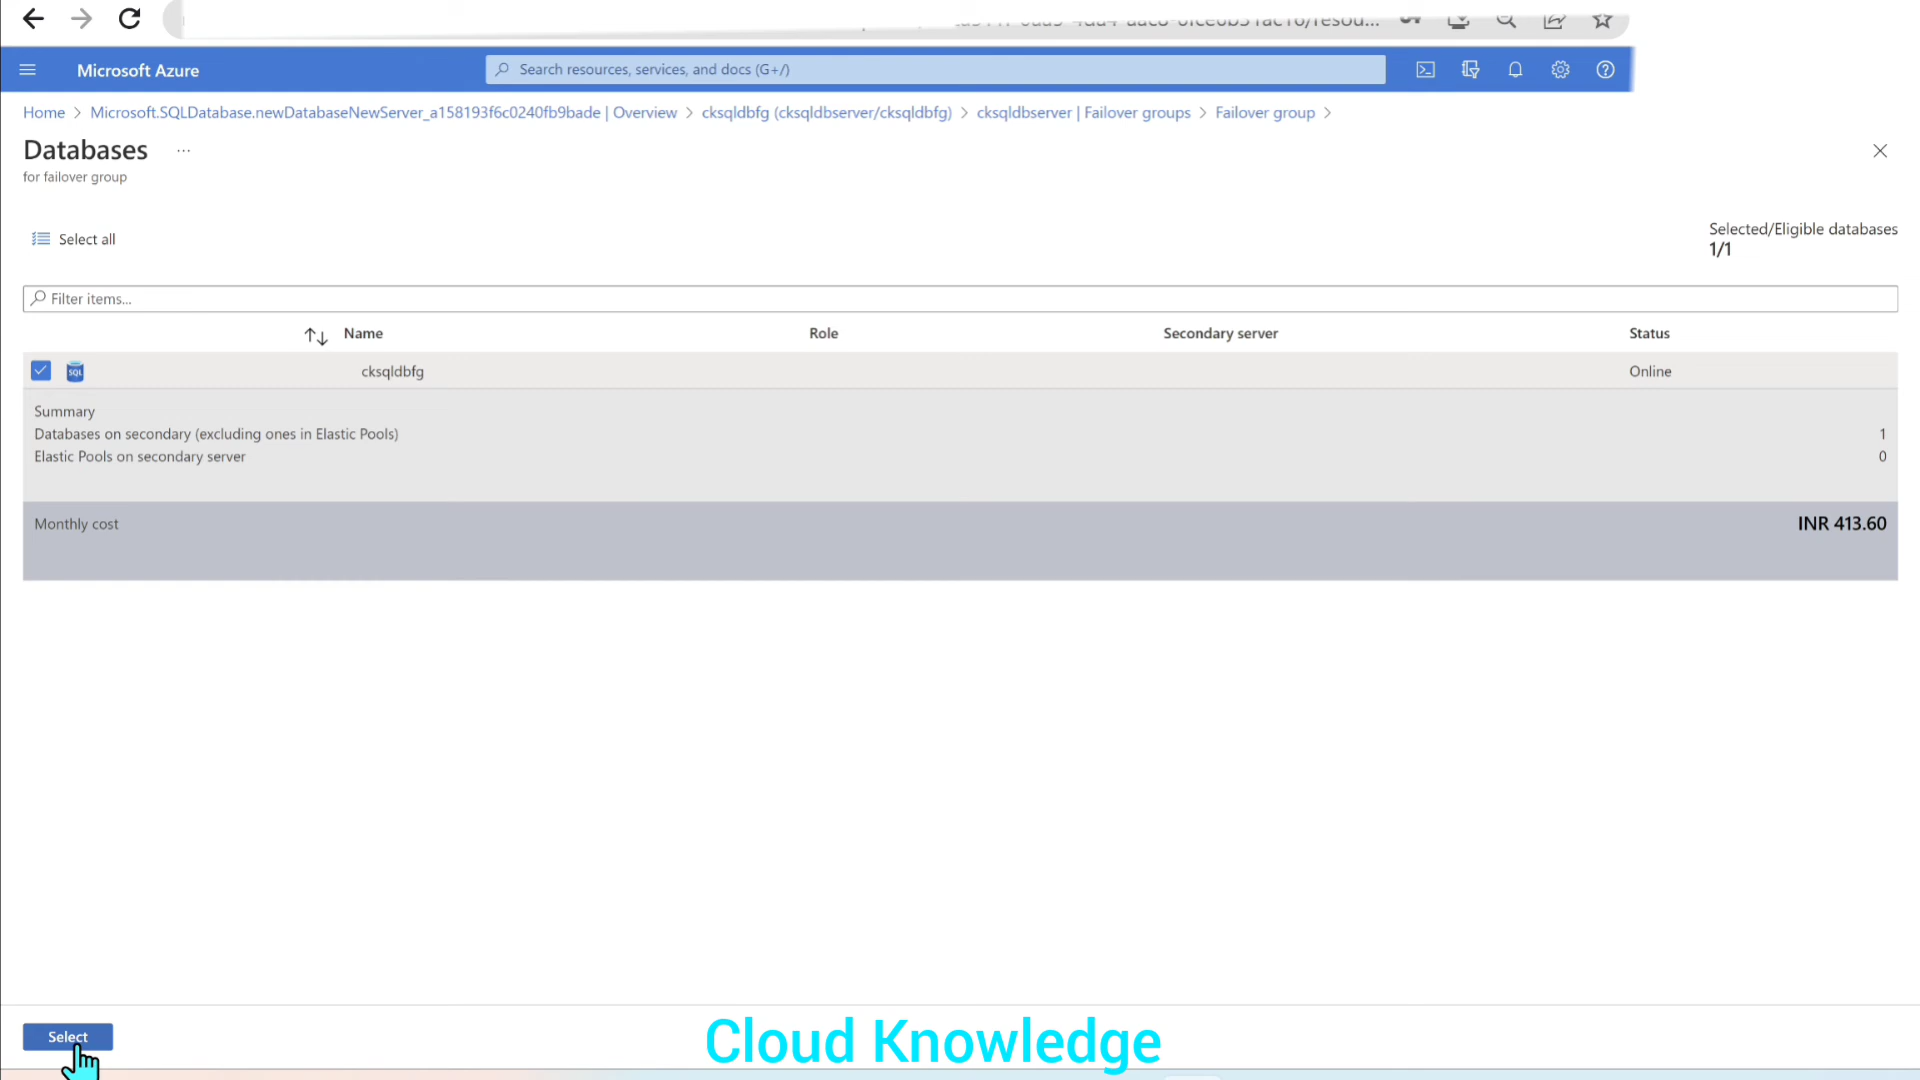 Microsoft Azure
Search resources, services, and docs (G+/)
Home > Microsoft.SQLDatabase.newDatabaseNewServer_a158193f6c0240fb9bade | Overview > cksqldbfg (cksqldbserver/cksqldbfg) > cksqldbserver | Failover groups > Failover group >
Databases ...
for failover group
Select all
Selected/Eligible databases
1/1
Filter items...
Name Role Secondary server Status
SQL cksqldbfg Online
Summary
Databases on secondary (excluding ones in Elastic Pools) 1
Elastic Pools on secondary server 0
Monthly cost INR 413.60
Select
Cloud Knowledge